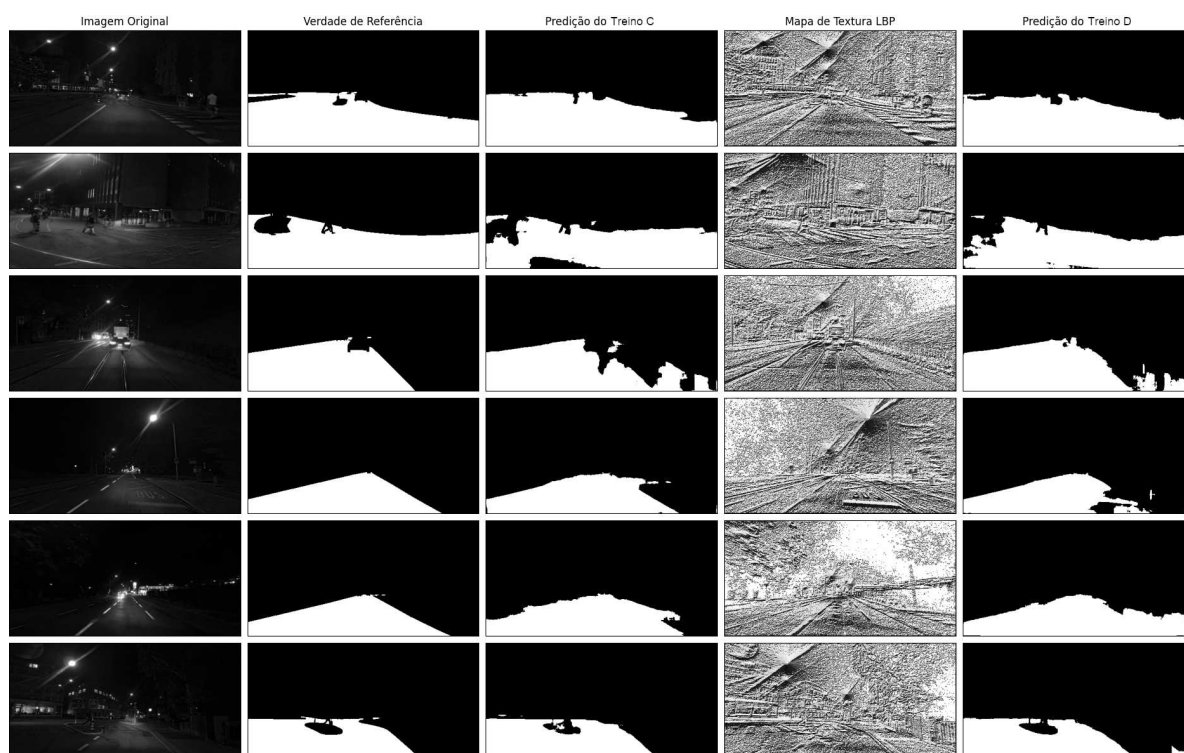 Imagem Original
Verdade de Referência
Predição do Treino C
Mapa de Textura LBP
Predição do Treino D